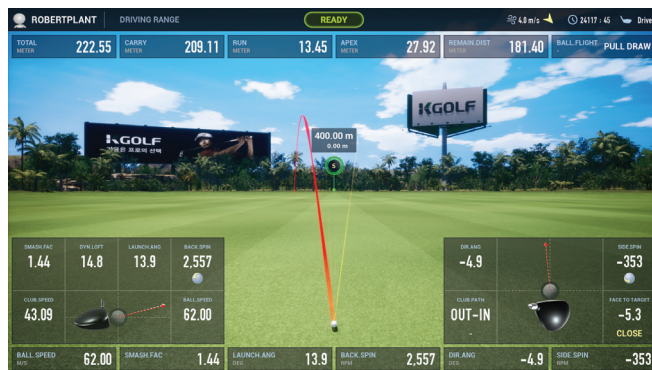 ROBERTPLANT DRIVING RANGE READY 4.0 m/s 24117 : 45 Drive
TOTAL METER 222.55 CARRY METER 209.11 RUN METER 13.45 APEX METER 27.92 REMAIN.DIST METER 181.40 BALL.FLIGHT - PULL DRAW
KGOLF
KGOLF
400.00 m
0.00 m
S
SMASH.FAC DYN.LOFT LAUNCH.ANG BACK.SPIN
1.44 14.8 13.9 2,557
CLUB.SPEED BALL.SPEED
43.09 62.00
DIR.ANG SIDE.SPIN
-4.9 -353
CLUB.PATH FACE TO TARGET
OUT-IN -5.3
- CLOSE
BALL.SPEED M/S 62.00 SMASH.FAC 1.44 LAUNCH.ANG DEG 13.9 BACK.SPIN RPM 2,557 DIR.ANG DEG -4.9 SIDE.SPIN RPM -353